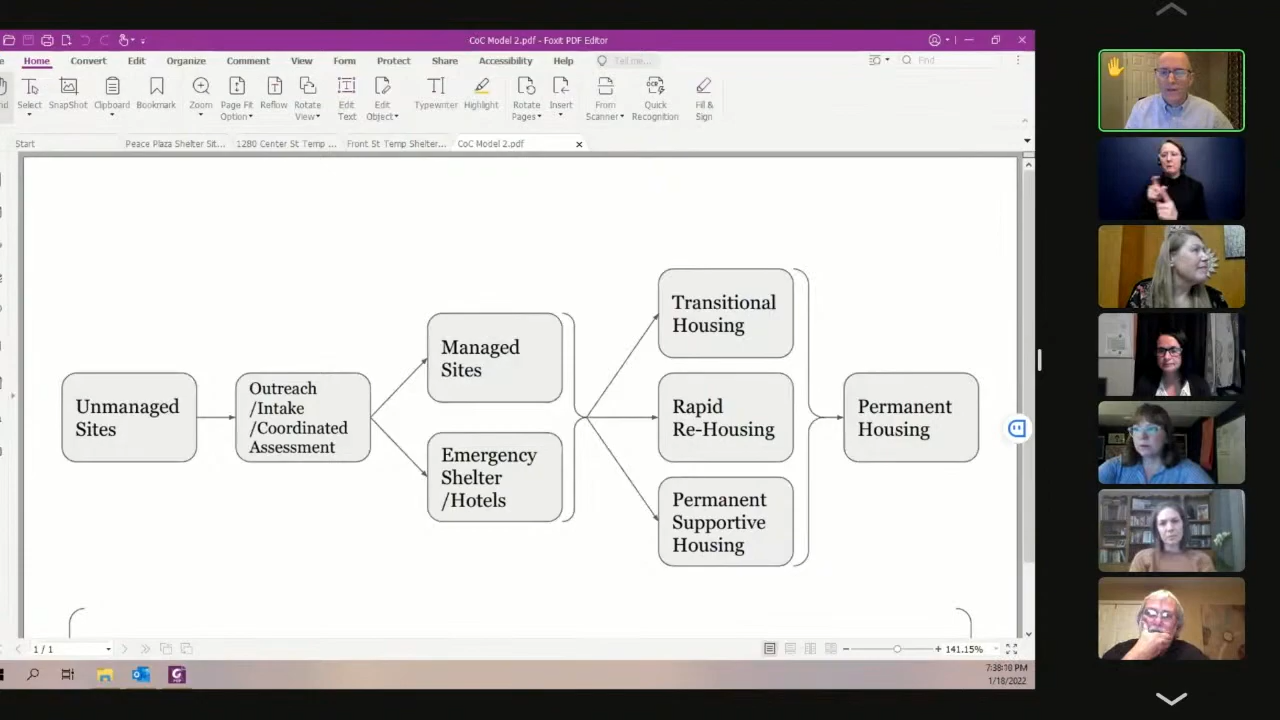 CoC Model 2.pdf - Foxit PDF Editor
Home Convert Edit Organize Comment View Form Protect Share Accessibility Help Tell me... Find
Select SnapShot Clipboard Bookmark Zoom Page Fit Option Reflow Rotate View Edit Text Edit Object Typewriter Highlight Rotate Pages Insert From Scanner Quick Recognition Fill & Sign
Start Peace Plaza Shelter Sit... 1280 Center St Temp ... Front St Temp Shelter... CoC Model 2.pdf
Unmanaged
Sites
Outreach
/Intake
/Coordinated
Assessment
Managed
Sites
Emergency
Shelter
/Hotels
Transitional
Housing
Rapid
Re-Housing
Permanent
Supportive
Housing
Permanent
Housing
1 / 1
141.15%
7:38:10 PM
1/18/2022